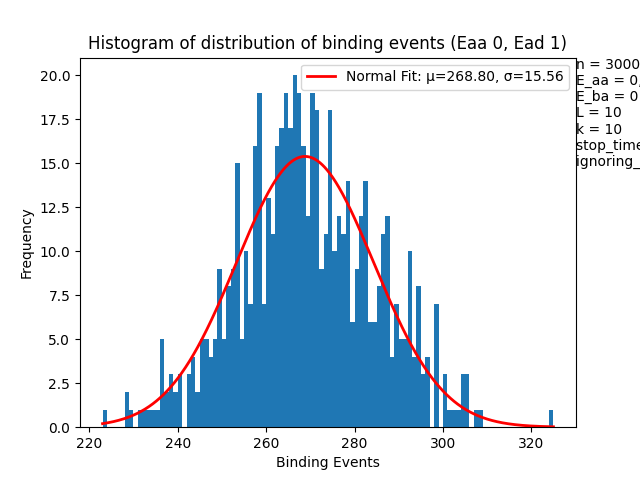 Histogram of distribution of binding events (Eaa 0, Ead 1)
n = 3000
E_aa = 0,
E_ba = 0
L = 10
k = 10
stop_time
ignoring_
Normal Fit: μ=268.80, σ=15.56
Frequency
20.0
17.5
15.0
12.5
10.0
7.5
5.0
2.5
0.0
220 240 260 280 300 320
Binding Events